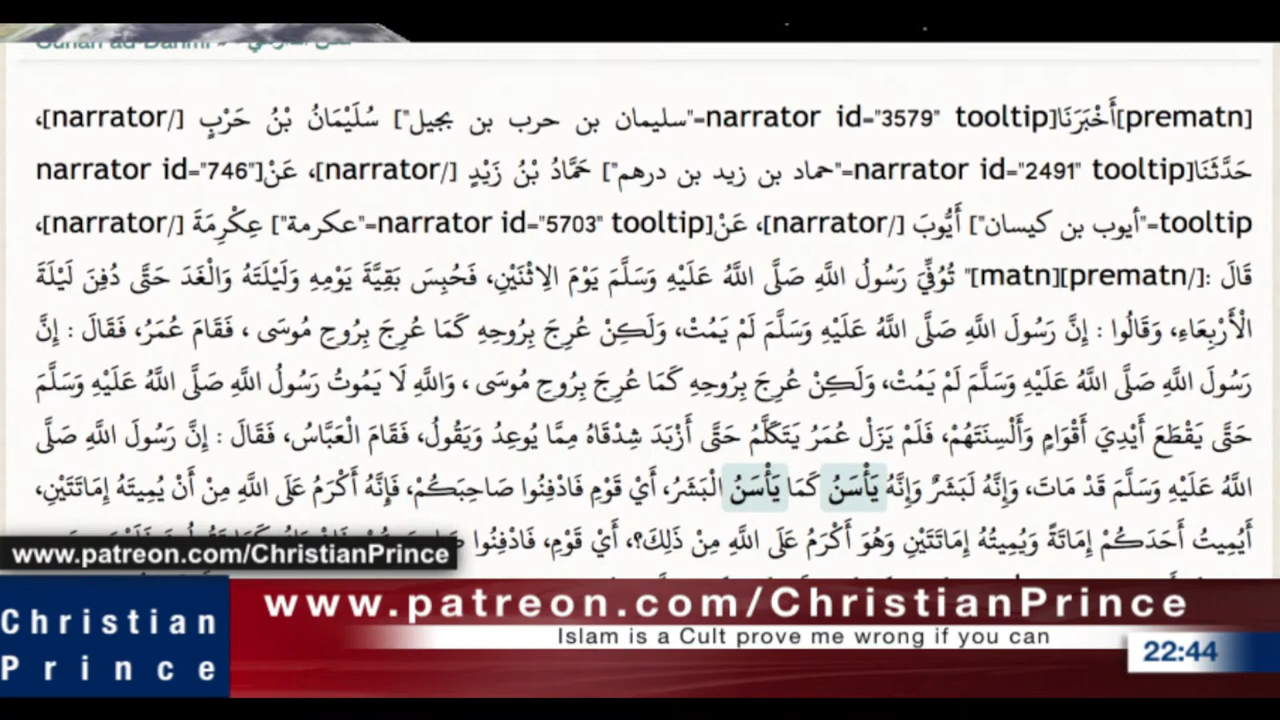 [prematn]أَخْبَرَنَا[narrator id="3579" tooltip="سليمان بن حرب بن بجيل"] سُلَيْمَانُ بْنُ حَرْبٍ [/narrator]،
حَدَّثَنَا[narrator id="2491" tooltip="حماد بن زيد بن درهم"] حَمَّادُ بْنُ زَيْدٍ [/narrator]، عَنْ[narrator id="746"
tooltip="أيوب بن كيسان"] أَيُّوبَ [/narrator]، عَنْ[narrator id="5703" tooltip="عكرمة"] عِكْرِمَةَ [/narrator]،
قَالَ :[/prematn][matn]" تُوُفِّيَ رَسُولُ اللَّهِ صَلَّى اللَّهُ عَلَيْهِ وَسَلَّمَ يَوْمَ الِاثْنَيْنِ، فَحُبِسَ بَقِيَّةَ يَوْمِهِ وَلَيْلَتَهُ وَالْغَدَ حَتَّى دُفِنَ لَيْلَةَ
الْأَرْبِعَاءِ، وَقَالُوا : إِنَّ رَسُولَ اللَّهِ صَلَّى اللَّهُ عَلَيْهِ وَسَلَّمَ لَمْ يَمُتْ، وَلَكِنْ عُرِجَ بِرُوحِهِ كَمَا عُرِجَ بِرُوحِ مُوسَى ، فَقَامَ عُمَرُ، فَقَالَ : إِنَّ
رَسُولَ اللَّهِ صَلَّى اللَّهُ عَلَيْهِ وَسَلَّمَ لَمْ يَمُتْ، وَلَكِنْ عُرِجَ بِرُوحِهِ كَمَا عُرِجَ بِرُوحِ مُوسَى ، وَاللَّهِ لَا يَمُوتُ رَسُولُ اللَّهِ صَلَّى اللَّهُ عَلَيْهِ وَسَلَّمَ
حَتَّى يَقْطَعَ أَيْدِيَ أَقْوَامٍ وَأَلْسِنَتَهُمْ، فَلَمْ يَزَلْ عُمَرُ يَتَكَلَّمُ حَتَّى أَزْبَدَ شِدْقَاهُ مِمَّا يُوعِدُ وَيَقُولُ، فَقَامَ الْعَبَّاسُ، فَقَالَ : إِنَّ رَسُولَ اللَّهِ صَلَّى
اللَّهُ عَلَيْهِ وَسَلَّمَ قَدْ مَاتَ، وَإِنَّهُ لَبَشَرٌ وَإِنَّهُ يَأْسَنُ كَمَا يَأْسَنُ الْبَشَرُ، أَيْ قَوْمِ فَادْفِنُوا صَاحِبَكُمْ، فَإِنَّهُ أَكْرَمُ عَلَى اللَّهِ مِنْ أَنْ يُمِيتَهُ إِمَاتَتَيْنِ،
أَيُمِيتُ أَحَدَكُمْ إِمَاتَةً وَيُمِيتُهُ إِمَاتَتَيْنِ وَهُوَ أَكْرَمُ عَلَى اللَّهِ مِنْ ذَلِكَ؟، أَيْ قَوْمِ، فَادْفِنُوا
www.patreon.com/ChristianPrince
www.patreon.com/ChristianPrince
Islam is a Cult prove me wrong if you can
Christian
Prince
22:44